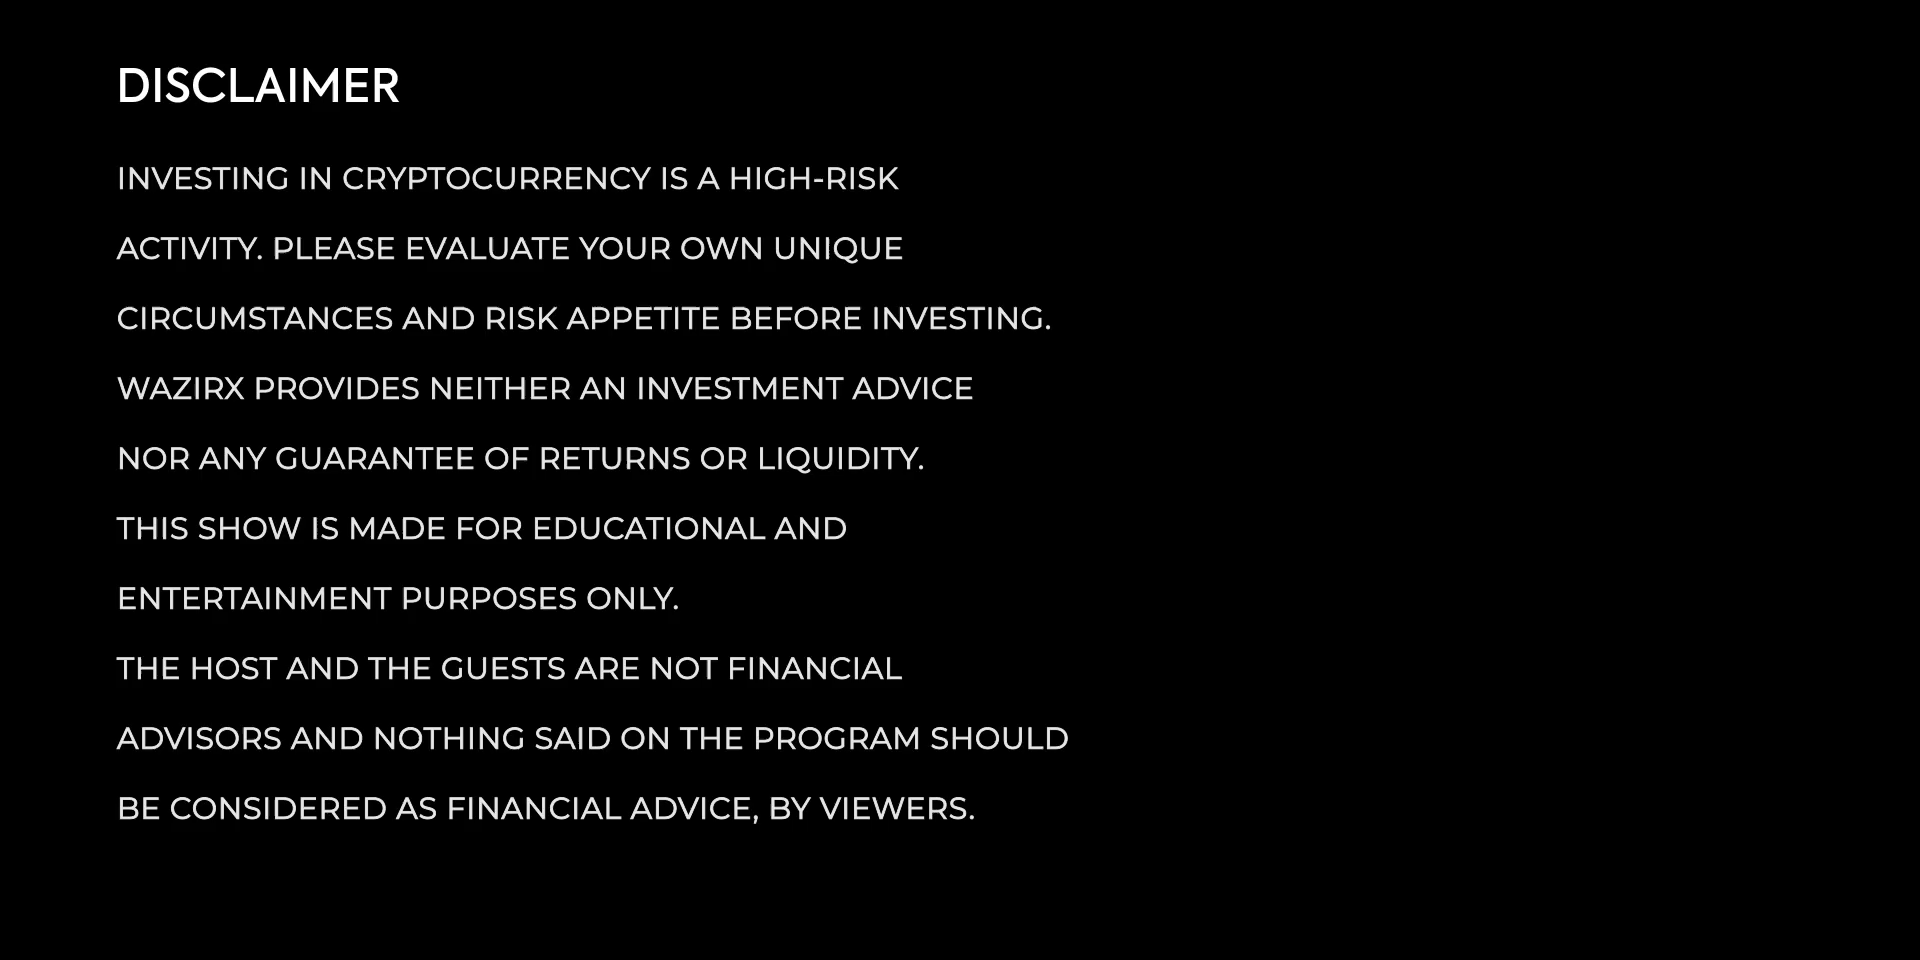 DISCLAIMER
INVESTING IN CRYPTOCURRENCY IS A HIGH-RISK
ACTIVITY. PLEASE EVALUATE YOUR OWN UNIQUE
CIRCUMSTANCES AND RISK APPETITE BEFORE INVESTING.
WAZIRX PROVIDES NEITHER AN INVESTMENT ADVICE
NOR ANY GUARANTEE OF RETURNS OR LIQUIDITY.
THIS SHOW IS MADE FOR EDUCATIONAL AND
ENTERTAINMENT PURPOSES ONLY.
THE HOST AND THE GUESTS ARE NOT FINANCIAL
ADVISORS AND NOTHING SAID ON THE PROGRAM SHOULD
BE CONSIDERED AS FINANCIAL ADVICE, BY VIEWERS.